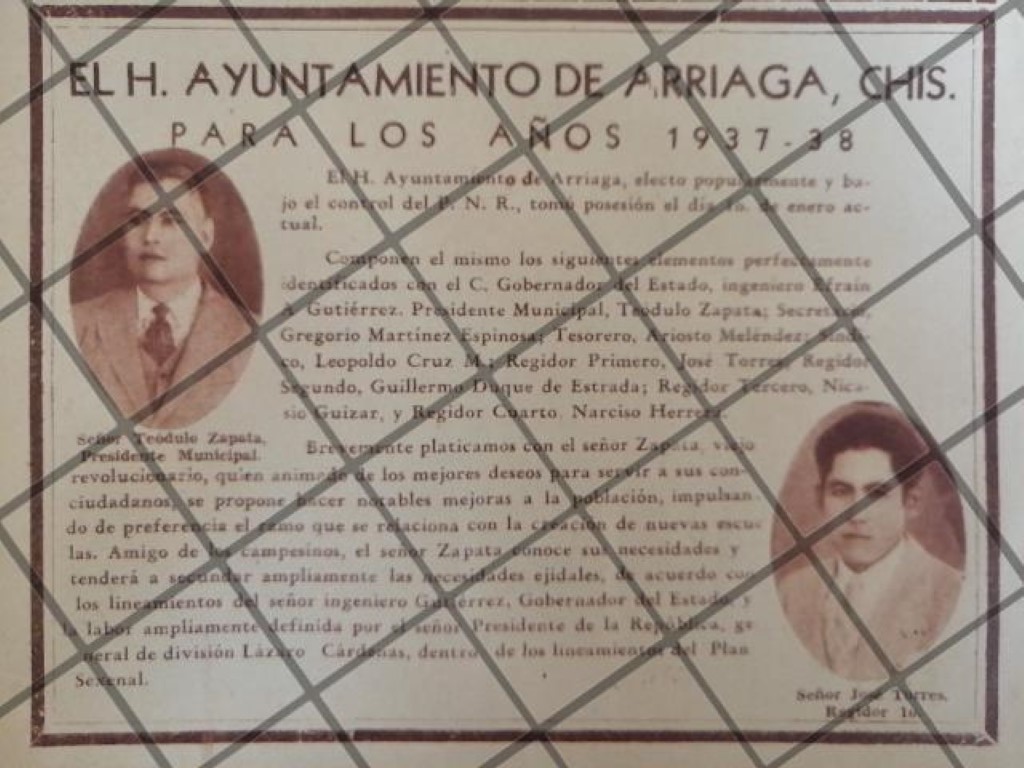 EL H. AYUNTAMIENTO DE ARRIAGA, CHIS.
PARA LOS AÑOS 1937-38
El H. Ayuntamiento de Arriaga, electo popularmente y ba-
jo el control del P. N. R., tomó posesión el día 1o. de enero ac-
tual.
Componen el mismo los siguientes elementos perfectamente
identificados con el C. Gobernador del Estado, ingeniero Efraín
A. Gutiérrez. Presidente Municipal, Teódulo Zapata; Secretario,
Gregorio Martínez Espinosa; Tesorero, Ariosto Meléndez; Síndi-
co, Leopoldo Cruz M.; Regidor Primero, José Torres, Regidor
Segundo, Guillermo Duque de Estrada; Regidor Tercero, Nica-
sio Guizar, y Regidor Cuarto, Narciso Herrera.
Señor Teódulo Zapata,
Presidente Municipal.
Brevemente platicamos con el señor Zapata, viejo
revolucionario, quien animado de los mejores deseos para servir a sus con-
ciudadanos, se propone hacer notables mejoras a la población, impulsan-
do de preferencia el ramo que se relaciona con la creación de nuevas escue-
las. Amigo de los campesinos, el señor Zapata conoce sus necesidades y
tenderá a secundar ampliamente las necesidades ejidales, de acuerdo con
los lineamientos del señor ingeniero Gutiérrez, Gobernador del Estado, y
la labor ampliamente definida por el señor Presidente de la República, ge-
neral de división Lázaro Cárdenas, dentro de los lineamientos del Plan
Sexenal.
Señor José Torres,
Regidor 1o.